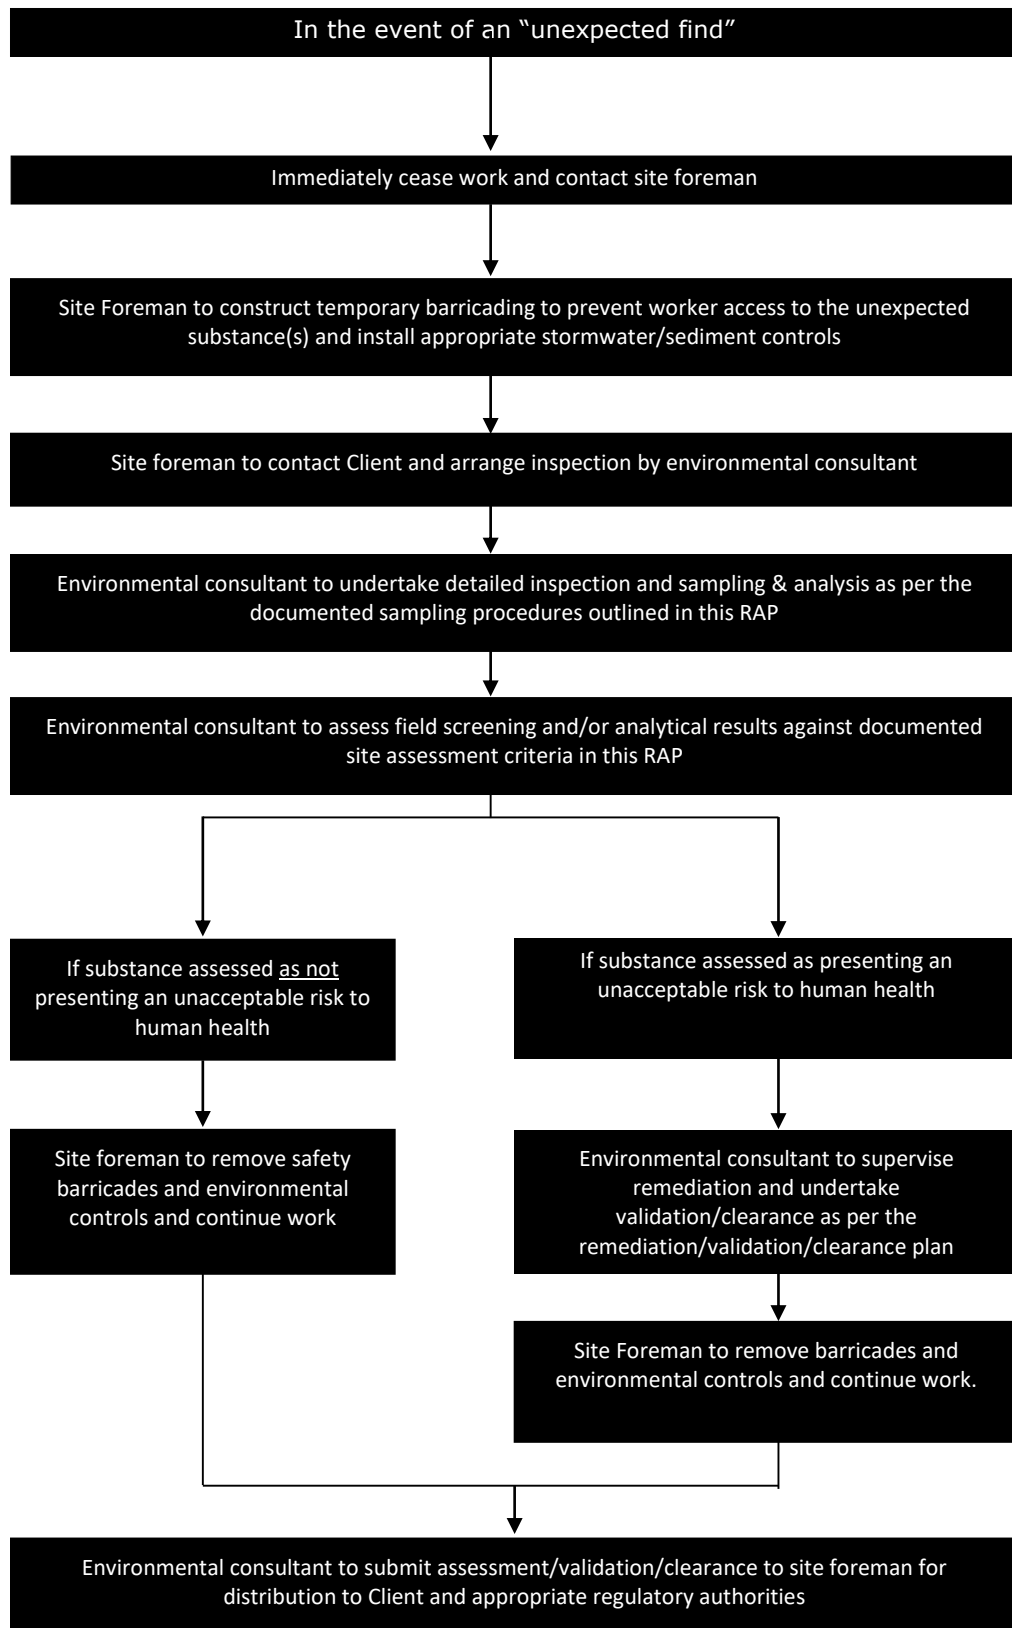 In the event of an “unexpected find”
Immediately cease work and contact site foreman
Site Foreman to construct temporary barricading to prevent worker access to the unexpected
substance(s) and install appropriate stormwater/sediment controls
Site foreman to contact Client and arrange inspection by environmental consultant
Environmental consultant to undertake detailed inspection and sampling & analysis as per the
documented sampling procedures outlined in this RAP
Environmental consultant to assess field screening and/or analytical results against documented
site assessment criteria in this RAP
If substance assessed as not
presenting an unacceptable risk to
human health
If substance assessed as presenting an
unacceptable risk to human health
Site foreman to remove safety
barricades and environmental
controls and continue work
Environmental consultant to supervise
remediation and undertake
validation/clearance as per the
remediation/validation/clearance plan
Site Foreman to remove barricades and
environmental controls and continue work.
Environmental consultant to submit assessment/validation/clearance to site foreman for
distribution to Client and appropriate regulatory authorities